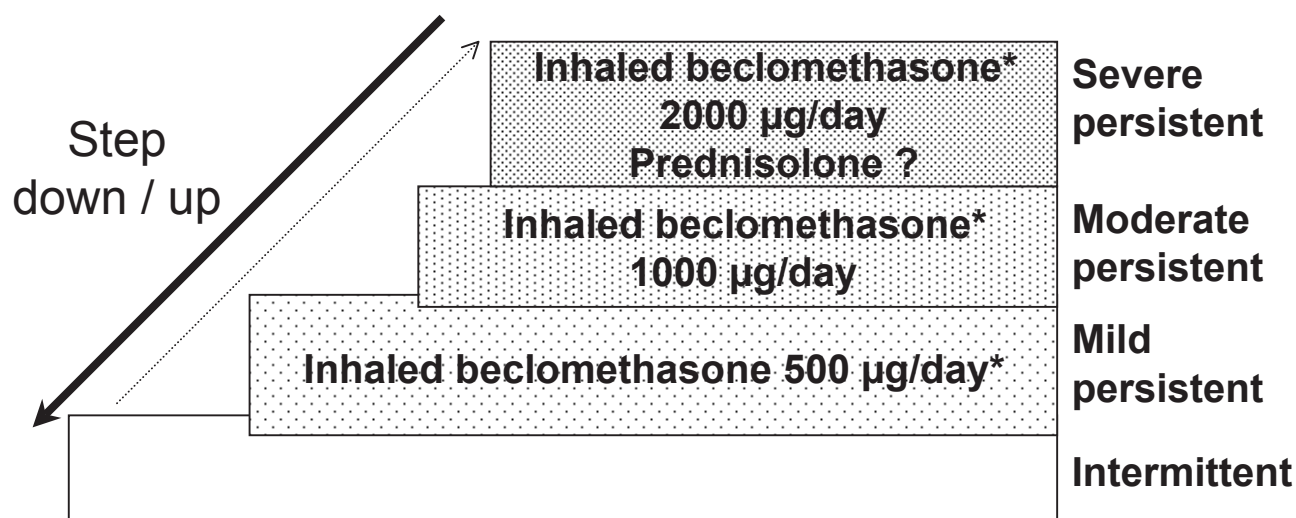 Step
down / up
Inhaled beclomethasone*
2000 µg/day
Prednisolone ?
Severe
persistent
Inhaled beclomethasone*
1000 µg/day
Moderate
persistent
Inhaled beclomethasone 500 µg/day*
Mild
persistent
Intermittent